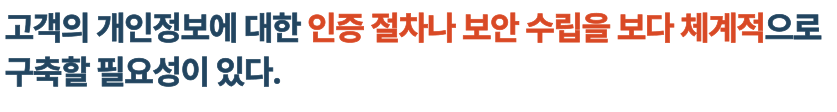 고객의 개인정보에 대한 인증 절차나 보안 수립을 보다 체계적으로
구축할 필요성이 있다.